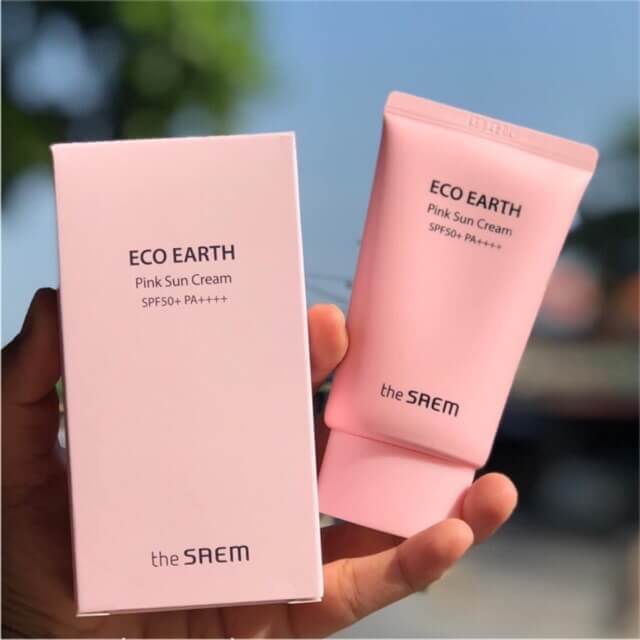 ECO EARTH
Pink Sun Cream
SPF50+ PA++++
the SAEM
ECO EARTH
Pink Sun Cream
SPF50+ PA++++
the SAEM